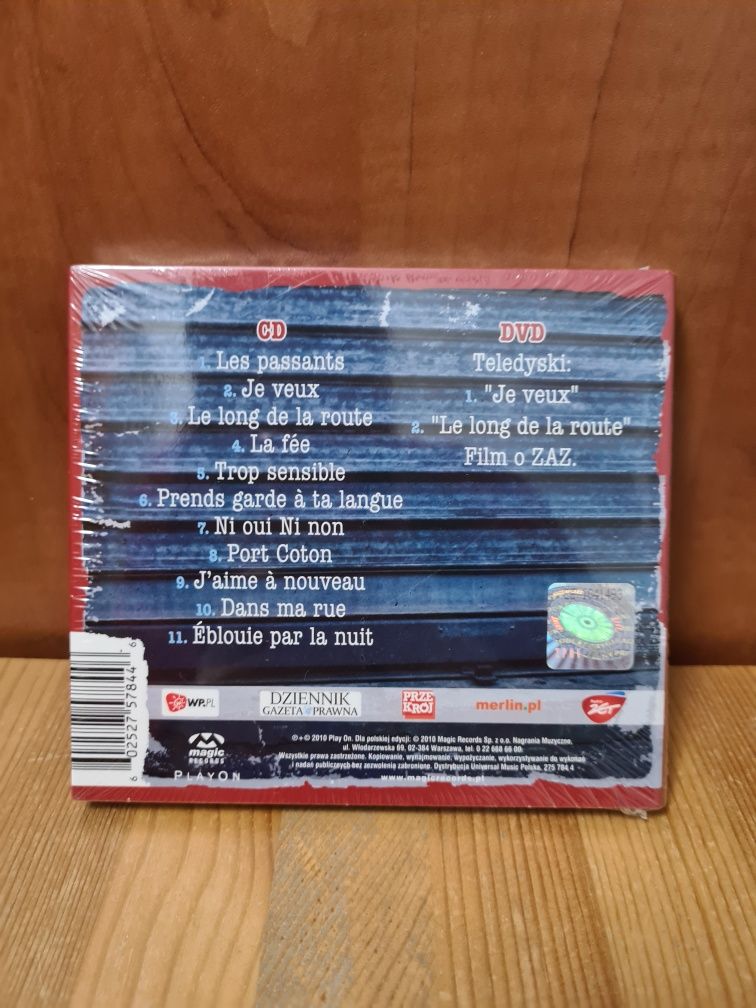 CD
1. Les passants
2. Je veux
3. Le long de la route
4. La fée
5. Trop sensible
6. Prends garde à ta langue
7. Ni oui Ni non
8. Port Coton
9. J'aime à nouveau
10. Dans ma rue
11. Éblouie par la nuit
DVD
Teledyski:
1. "Je veux"
2. "Le long de la route"
Film o ZAZ.
WP.PL
DZIENNIK
GAZETA PRAWNA
PRZE
KRÓJ
merlin.pl
ZET
6 02527 57844 6
magic
RECORDS
PLAYON
℗+© 2010 Play On. Dla polskiej edycji: © 2010 Magic Records Sp. z o.o. Nagrania Muzyczne,
ul. Włodarzewska 69, 02-384 Warszawa, tel. 0 22 668 66 09.
Wszystkie prawa zastrzeżone. Kopiowanie, wynajmowanie, wypożyczanie, wykorzystywanie do wykonań
i nadań publicznych bez zezwolenia zabronione. Dystrybucja Universal Music Polska. 275 784 4
www.magicrecords.pl